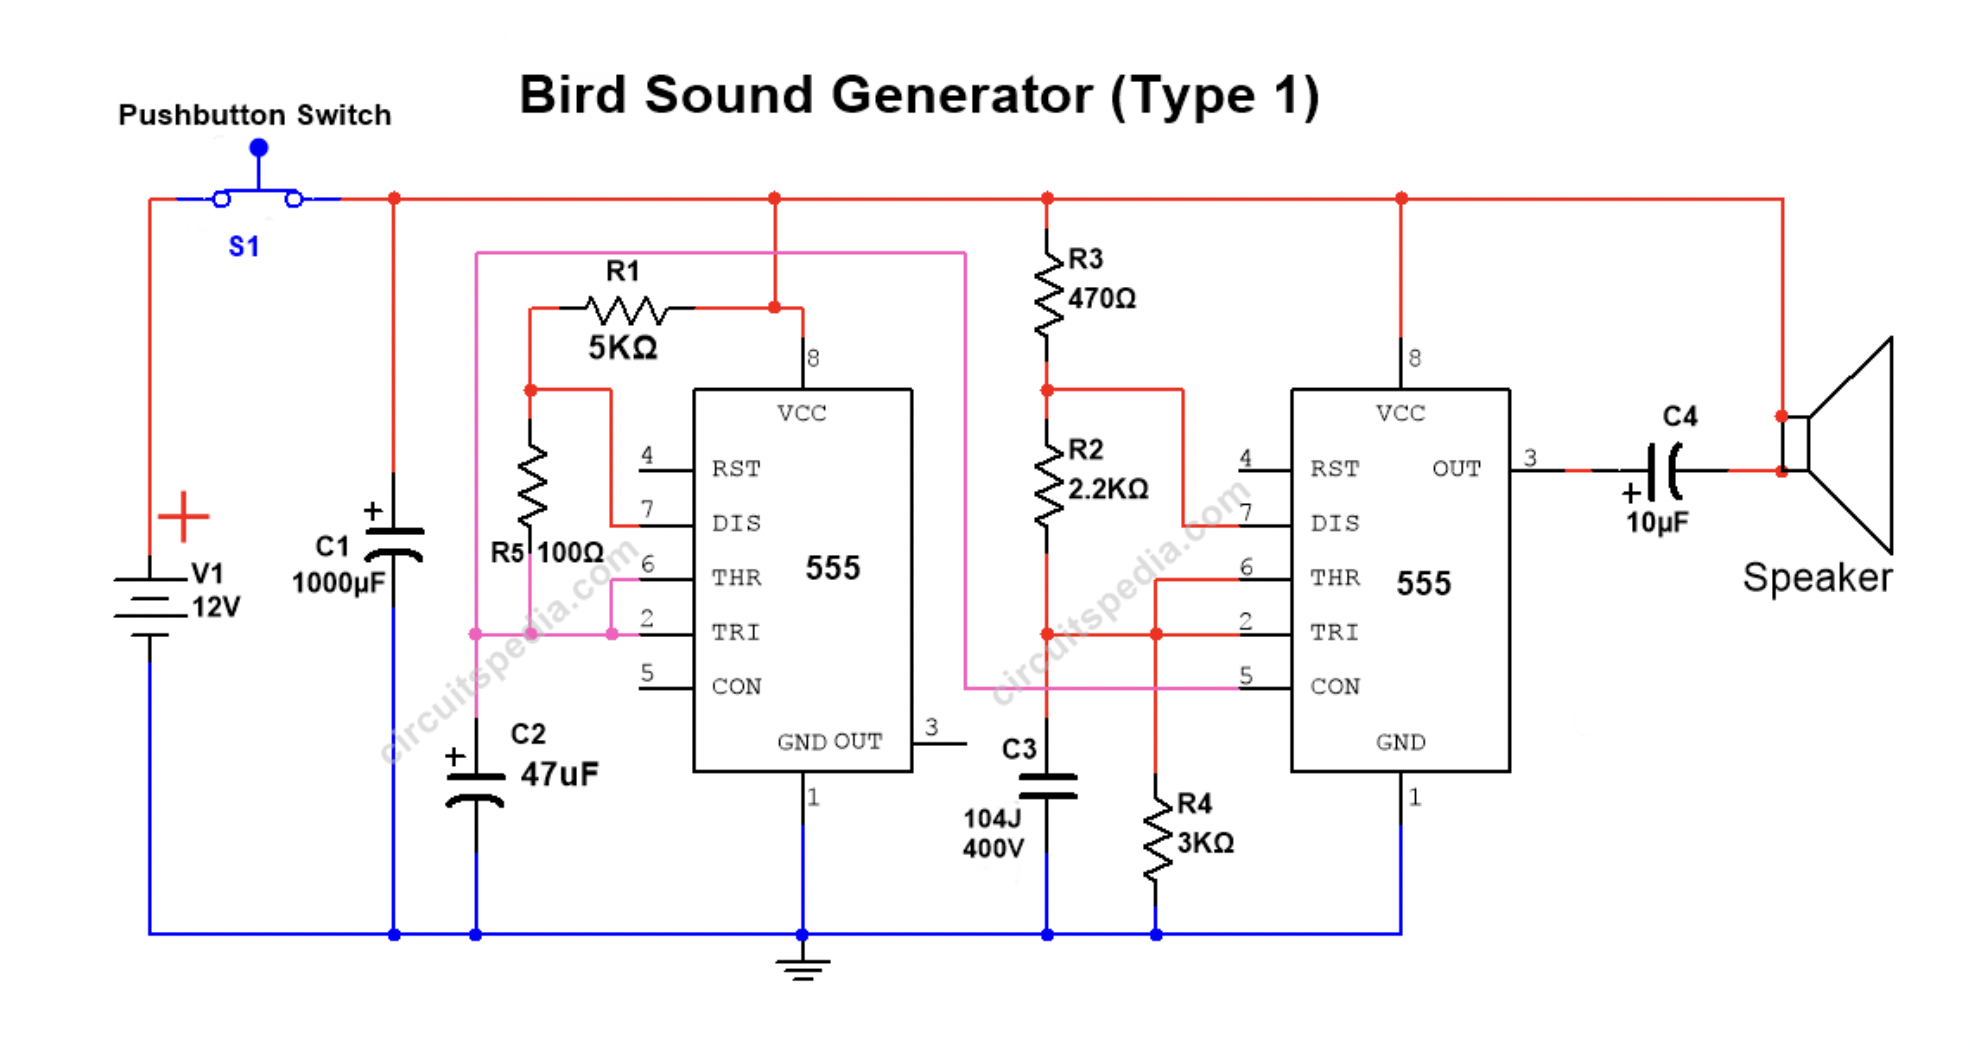 Bird Sound Generator (Type 1)
Pushbutton Switch
S1
R1
5KΩ
R3
470Ω
8
VCC
8
VCC
C4
R2
2.2KΩ
4
RST
4
RST
OUT
3
+
10µF
+
7
DIS
7
DIS
C1
1000µF
R5
100Ω
6
THR
555
6
THR
555
Speaker
V1
12V
2
TRI
2
TRI
5
CON
5
CON
+
C2
47uF
GND
OUT
3
C3
GND
1
1
104J
400V
R4
3KΩ
circuitspedia.com
circuitspedia.com
+